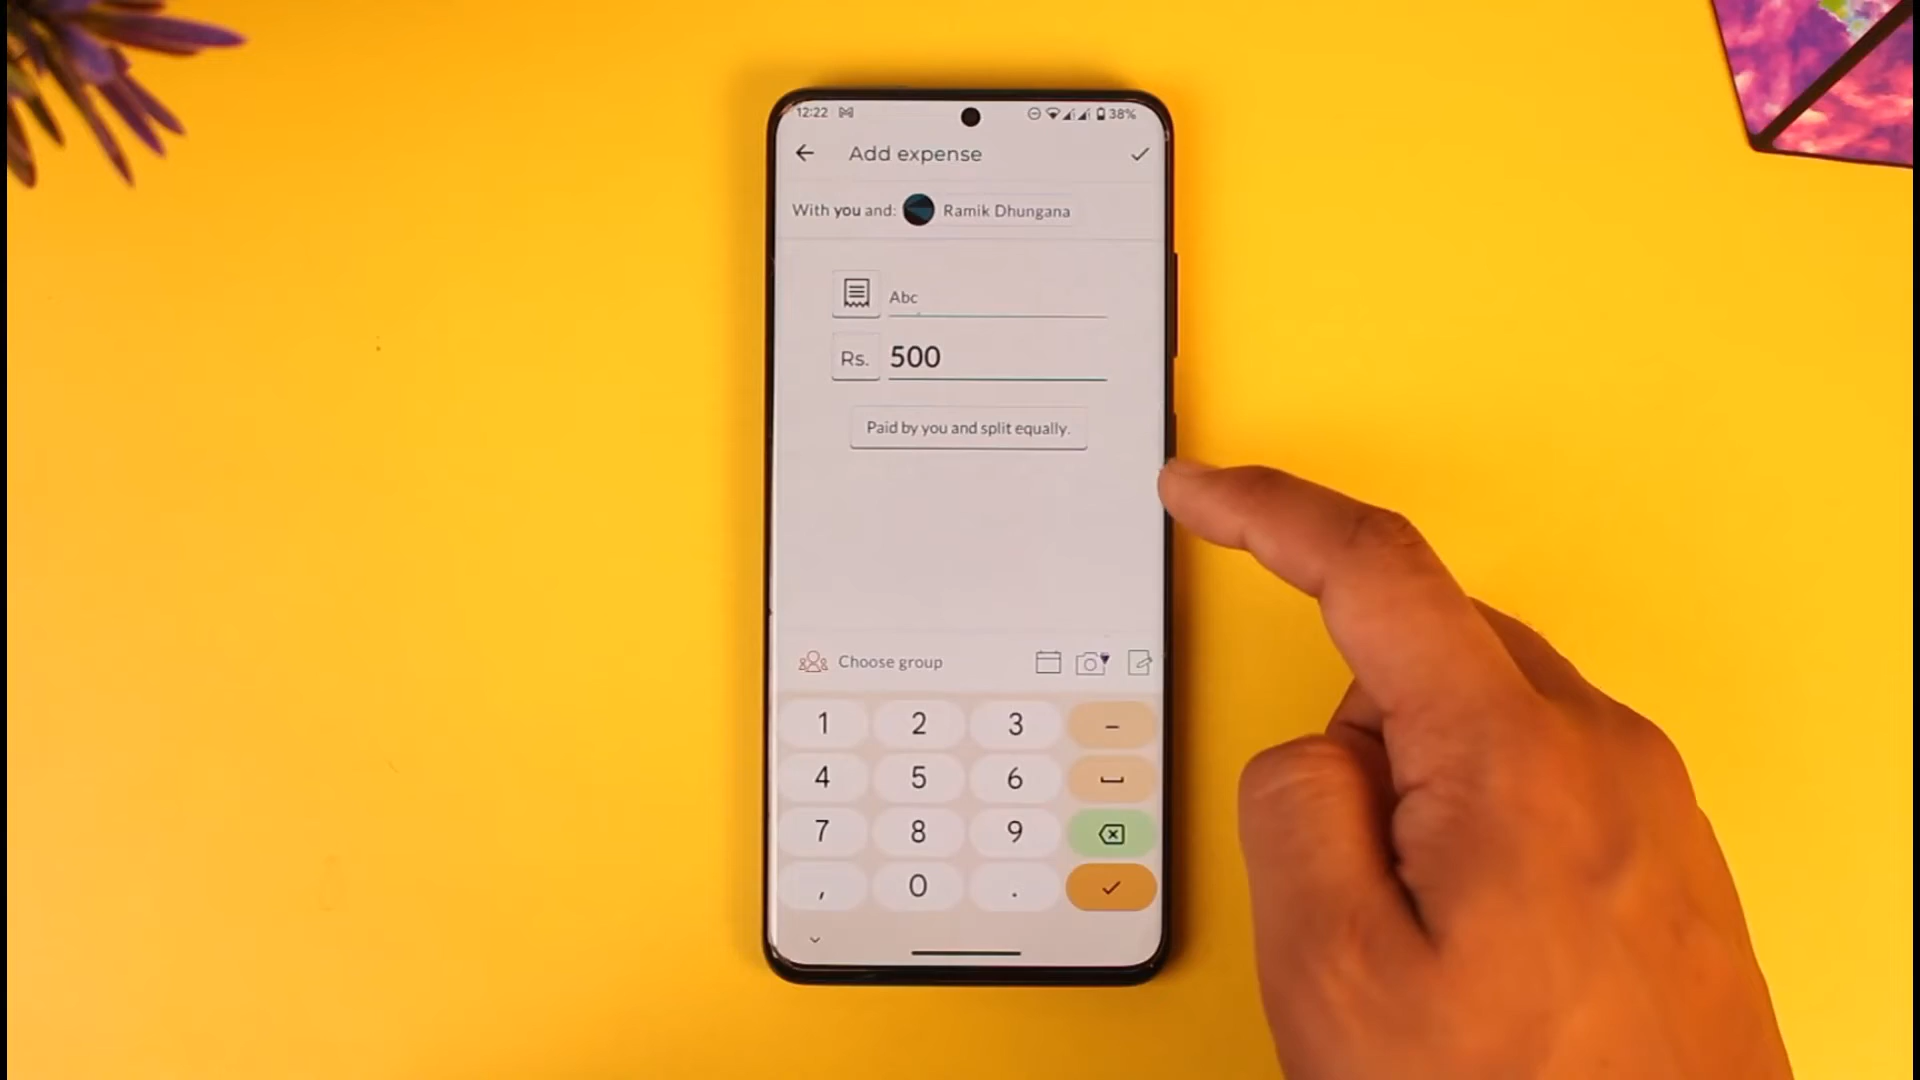 12:22 38%
Add expense
With you and: Ramik Dhungana
Abc
Rs. 500
Paid by you and split equally.
Choose group
1 2 3 -
4 5 6
7 8 9
, 0 .